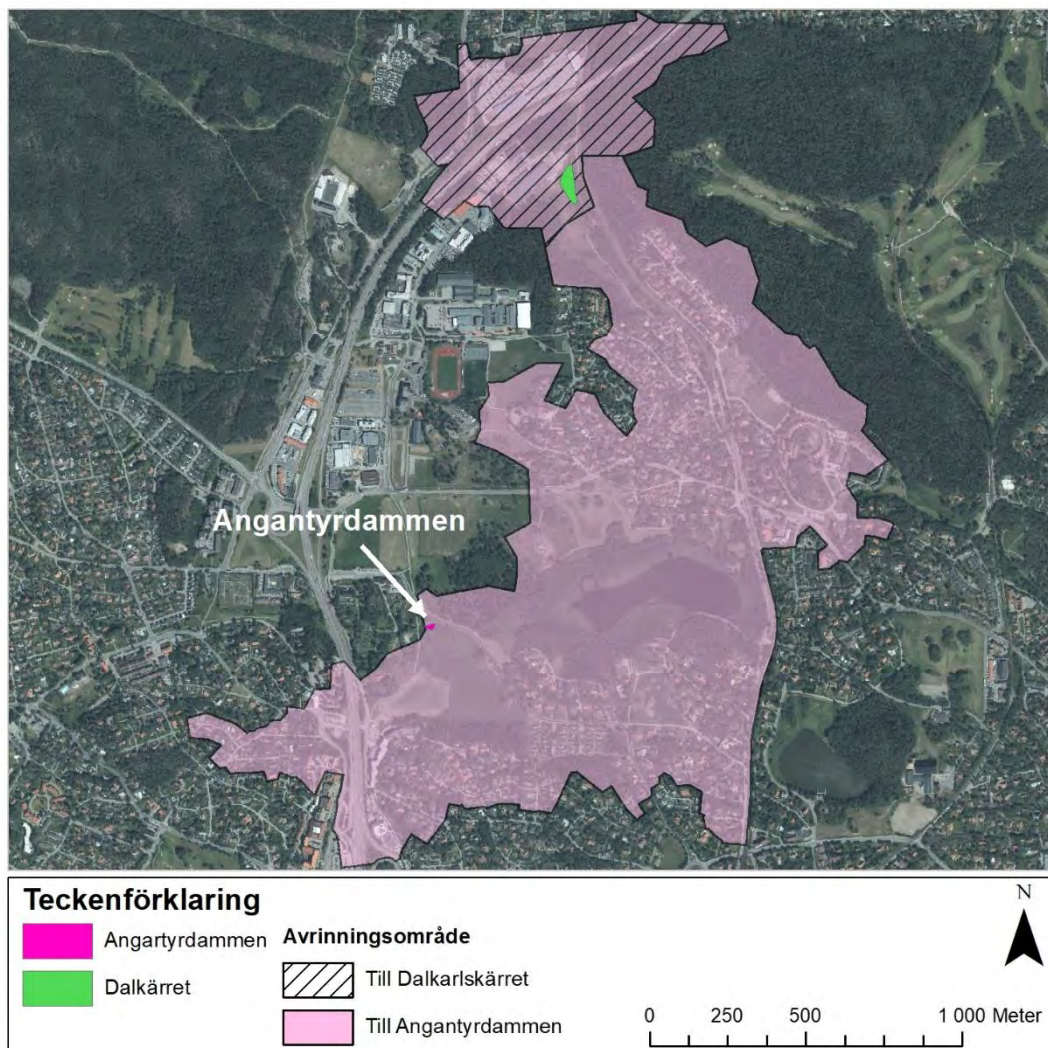 Angantyrdammen
Teckenförklaring
Angartyrdammen
Dalkärret
Avrinningsområde
Till Dalkarlskärret
Till Angantyrdammen
N
0 250 500 1 000 Meter